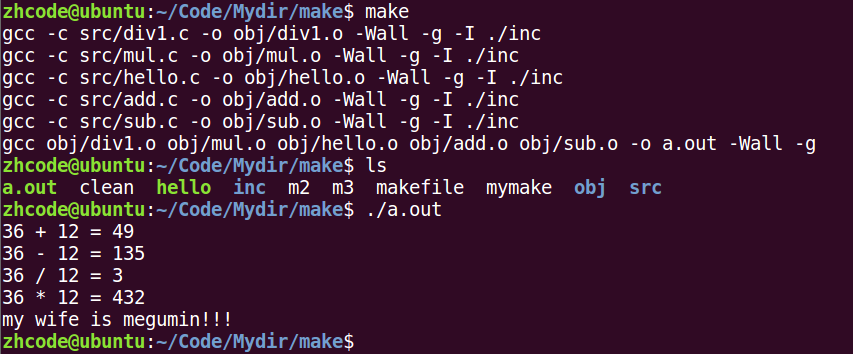 zhcode@ubuntu:~/Code/Mydir/make$ make
gcc -c src/div1.c -o obj/div1.o -Wall -g -I ./inc
gcc -c src/mul.c -o obj/mul.o -Wall -g -I ./inc
gcc -c src/hello.c -o obj/hello.o -Wall -g -I ./inc
gcc -c src/add.c -o obj/add.o -Wall -g -I ./inc
gcc -c src/sub.c -o obj/sub.o -Wall -g -I ./inc
gcc obj/div1.o obj/mul.o obj/hello.o obj/add.o obj/sub.o -o a.out -Wall -g
zhcode@ubuntu:~/Code/Mydir/make$ ls
a.out  clean  hello  inc  m2  m3  makefile  mymake  obj  src
zhcode@ubuntu:~/Code/Mydir/make$ ./a.out
36 + 12 = 49
36 - 12 = 135
36 / 12 = 3
36 * 12 = 432
my wife is megumin!!!
zhcode@ubuntu:~/Code/Mydir/make$